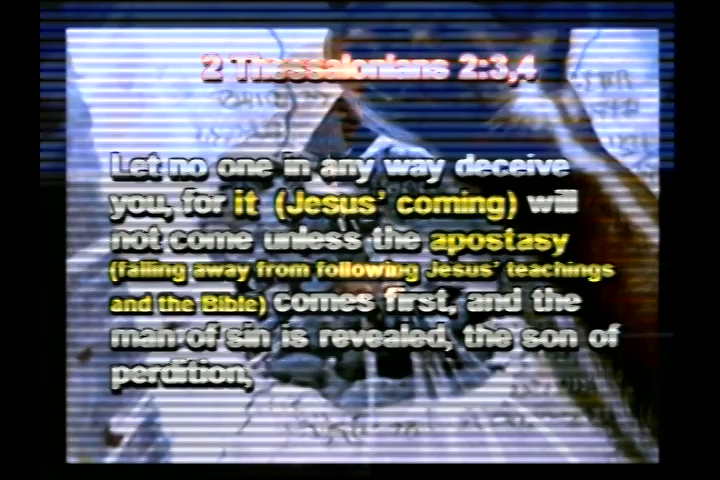 2 Thessalonians 2:3,4
Let no one in any way deceive
you, for it (Jesus' coming) will
not come unless the apostasy
(falling away from following Jesus' teachings
and the Bible) comes first, and the
man of sin is revealed, the son of
perdition,